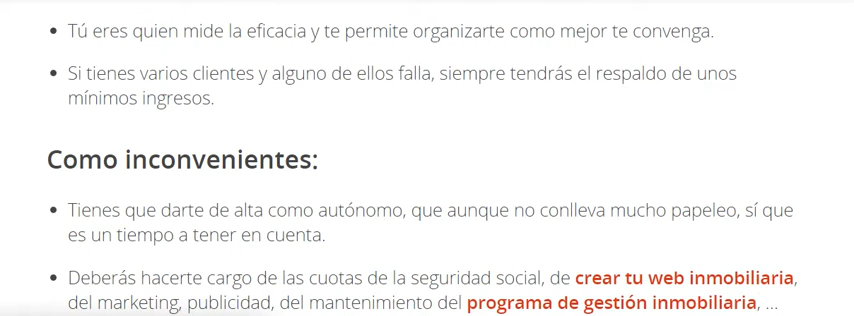 • Tú eres quien mide la eficacia y te permite organizarte como mejor te convenga.
• Si tienes varios clientes y alguno de ellos falla, siempre tendrás el respaldo de unos
mínimos ingresos.
Como inconvenientes:
• Tienes que darte de alta como autónomo, que aunque no conlleva mucho papeleo, sí que
es un tiempo a tener en cuenta.
• Deberás hacerte cargo de las cuotas de la seguridad social, de crear tu web inmobiliaria,
del marketing, publicidad, del mantenimiento del programa de gestión inmobiliaria, ...